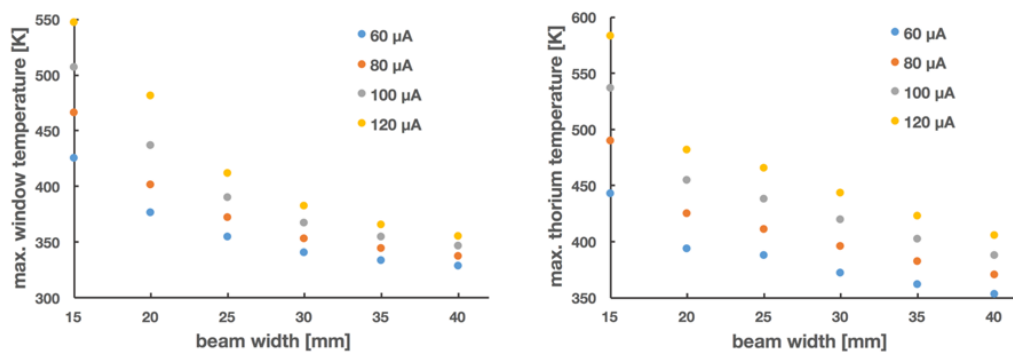 max. window temperature [K]
550
500
450
400
350
300
60 µA
80 µA
100 µA
120 µA
15 20 25 30 35 40
beam width [mm]
max. thorium temperature [K]
600
550
500
450
400
350
60 µA
80 µA
100 µA
120 µA
15 20 25 30 35 40
beam width [mm]